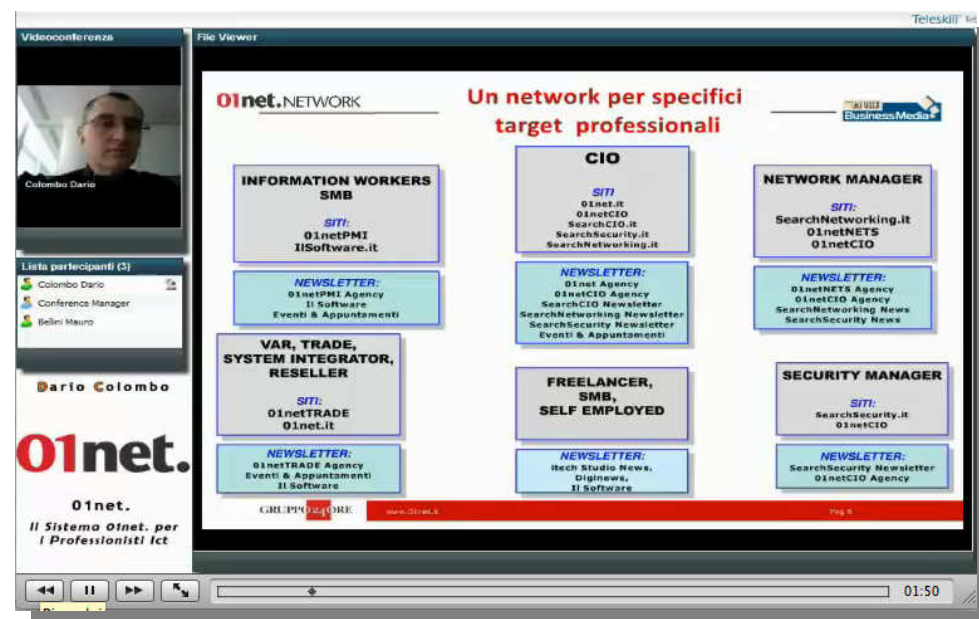 Teleskill
Videoconferenza
File Viewer
Colombo Dario
Lista partecipanti (3)
Colombo Dario
Conference Manager
Bellini Mauro
Dario Colombo
01net.
01net.
Il Sistema 01net. per
i Professionisti Ict
01net.NETWORK
Un network per specifici
target professionali
BusinessMedia
INFORMATION WORKERS
SMB
SITI:
01netPMI
IlSoftware.it
NEWSLETTER:
01netPMI Agency
Il Software
Eventi & Appuntamenti
CIO
SITI
01net.it
01netCIO
SearchCIO.it
SearchSecurity.it
SearchNetworking.it
NEWSLETTER:
01net Agency
01netCIO Agency
SearchCIO Newsletter
SearchNetworking Newsletter
SearchSecurity Newsletter
Eventi & Appuntamenti
NETWORK MANAGER
SITI:
SearchNetworking.it
01netNETS
01netCIO
NEWSLETTER:
01netNETS Agency
01netCIO Agency
SearchNetworking News
SearchSecurity News
VAR, TRADE,
SYSTEM INTEGRATOR,
RESELLER
SITI:
01netTRADE
01net.it
NEWSLETTER:
01netTRADE Agency
Eventi & Appuntamenti
Il Software
FREELANCER,
SMB,
SELF EMPLOYED
NEWSLETTER:
itech Studio News,
Diginews,
Il Software
SECURITY MANAGER
SITI:
SearchSecurity.it
01netCIO
NEWSLETTER:
SearchSecurity Newsletter
01netCIO Agency
GRUPPO24ORE
www.01net.it
Pag 6
01:50